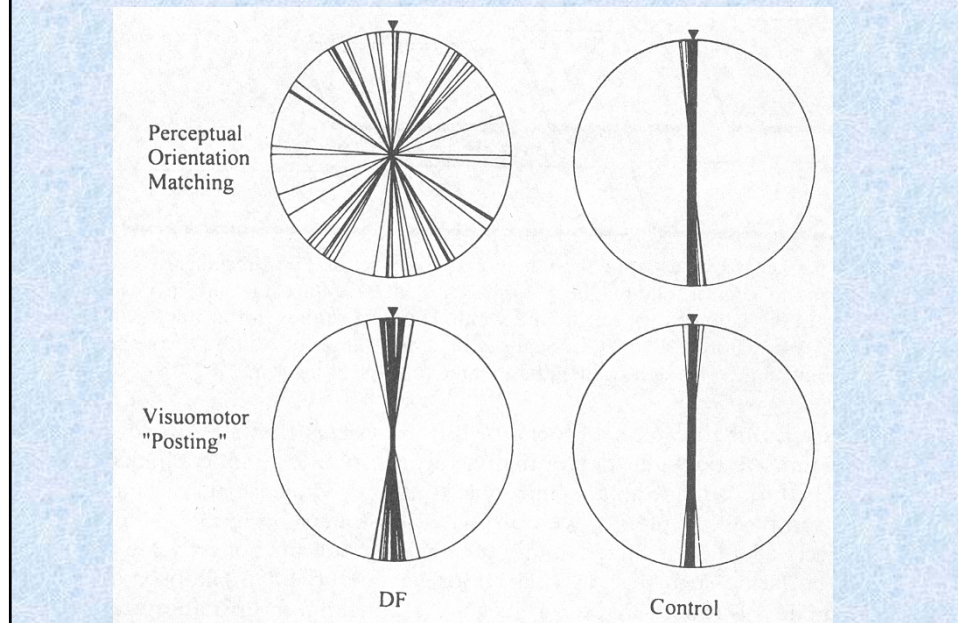 Perceptual
Orientation
Matching
Visuomotor
"Posting"
DF
Control